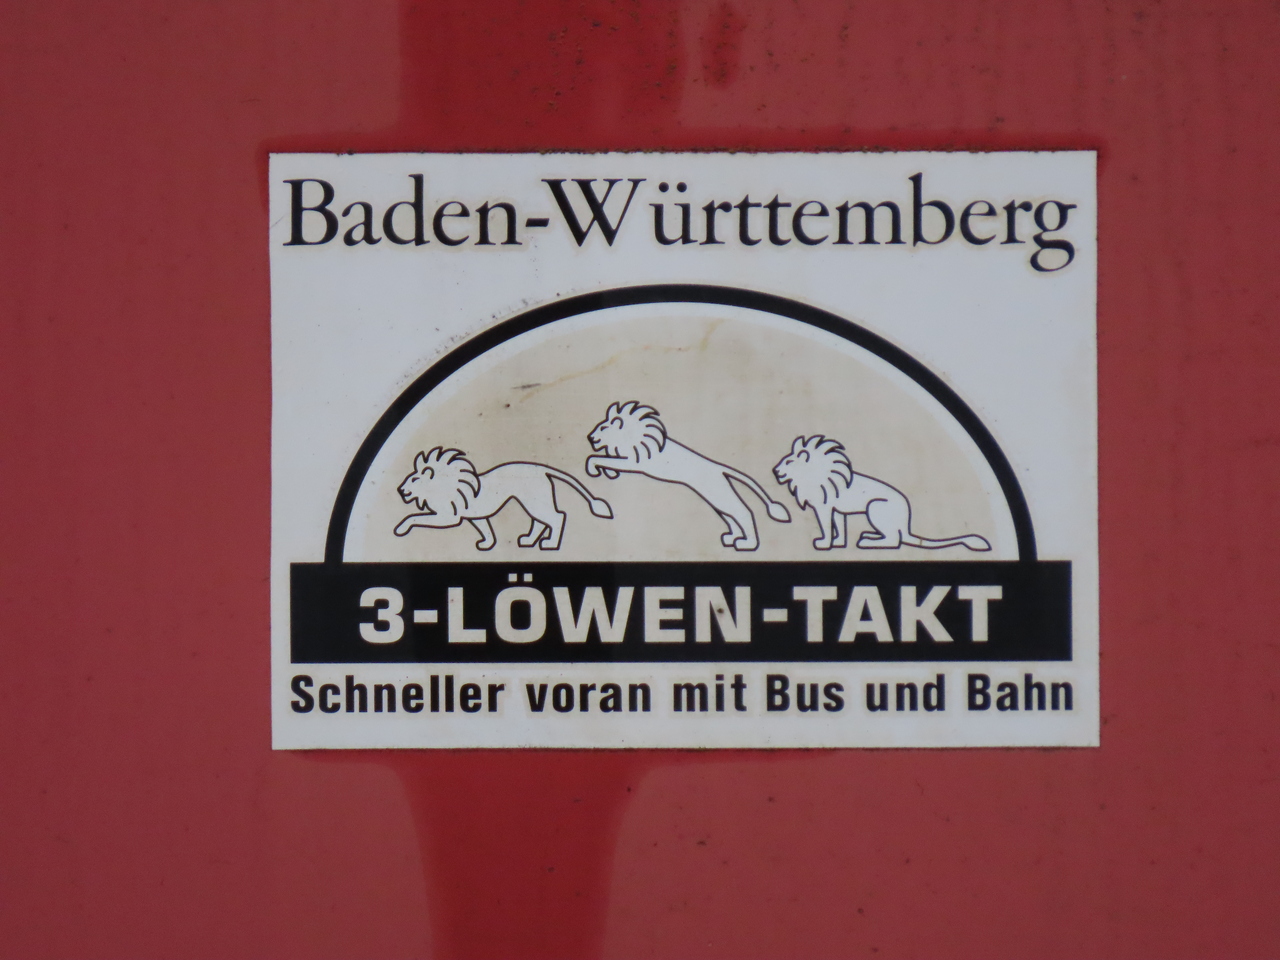 Baden-Württemberg
3-LÖWEN-TAKT
Schneller voran mit Bus und Bahn